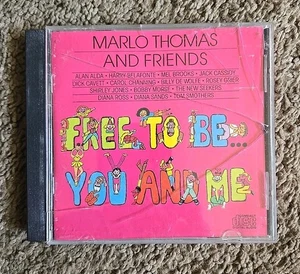 MARLO THOMAS
AND FRIENDS
ALAN ALDA • HARRY BELAFONTE • MEL BROOKS • JACK CASSIDY
DICK CAVETT • CAROL CHANNING • BILLY DE WOLFE • ROSEY GRIER
SHIRLEY JONES • BOBBY MORSE • THE NEW SEEKERS
DIANA ROSS • DIANA SANDS • TOM SMOTHERS
FREE TO BE...
YOU AND ME